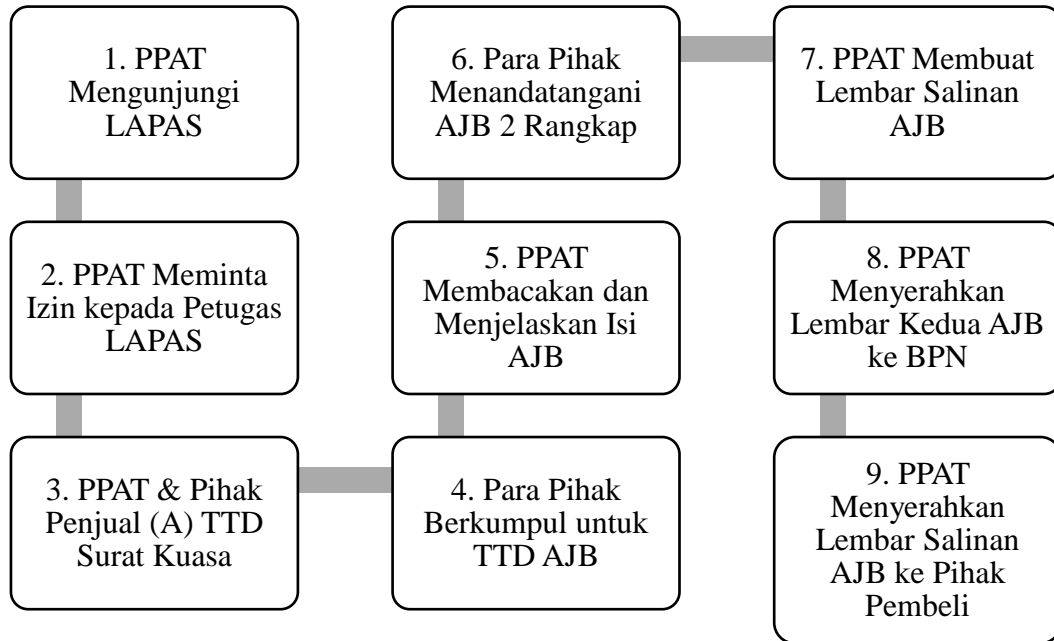 1. PPAT
Mengunjungi
LAPAS
2. PPAT Meminta
Izin kepada Petugas
LAPAS
3. PPAT & Pihak
Penjual (A) TTD
Surat Kuasa
4. Para Pihak
Berkumpul untuk
TTD AJB
5. PPAT
Membacakan dan
Menjelaskan Isi
AJB
6. Para Pihak
Menandatangani
AJB 2 Rangkap
7. PPAT Membuat
Lembar Salinan
AJB
8. PPAT
Menyerahkan
Lembar Kedua AJB
ke BPN
9. PPAT
Menyerahkan
Lembar Salinan
AJB ke Pihak
Pembeli